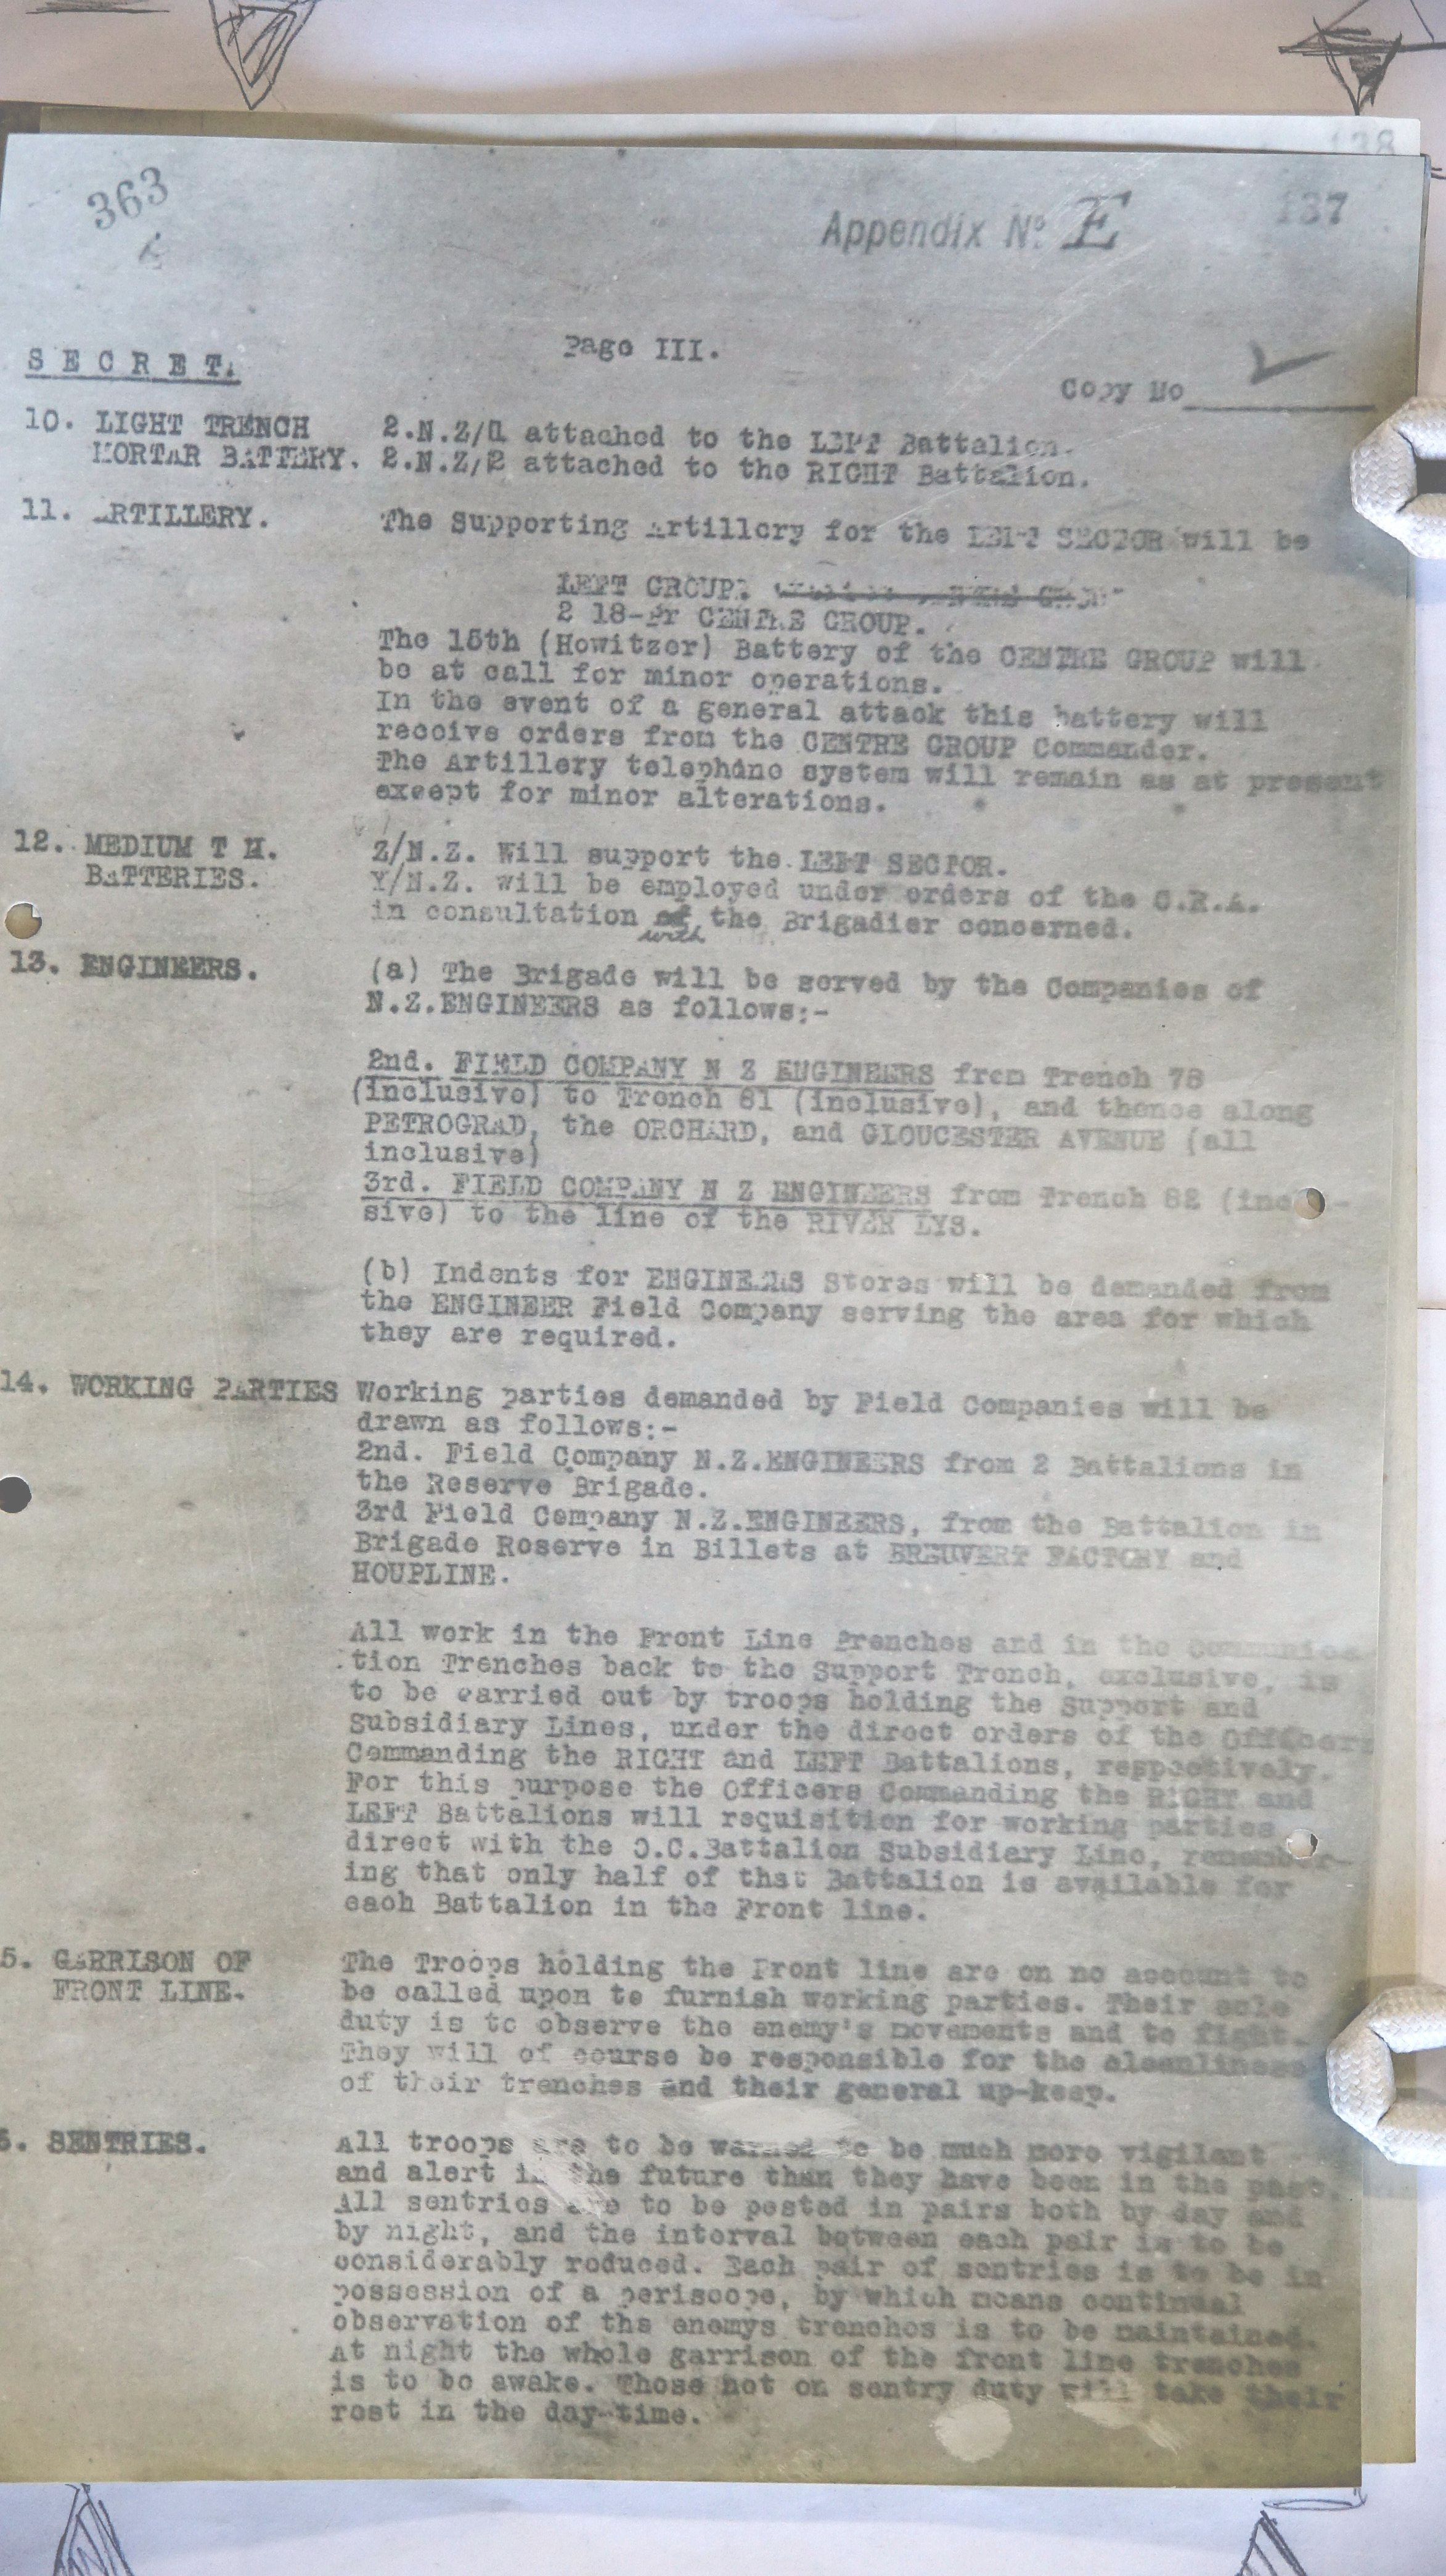 138
363
Appendix No E
137
Page III.
S E C R E T.
Copy No
10. LIGHT TRENCH MORTAR BATTERY.
2.N.Z/1 attached to the LEFT Battalion.
2.N.Z/2 attached to the RIGHT Battalion.
11. ARTILLERY.
The Supporting Artillery for the LEFT SECTOR will be
LEFT GROUP.
2 18-Pr CENTRE GROUP.
The 15th (Howitzer) Battery of the CENTRE GROUP will
be at call for minor operations.
In the event of a general attack this battery will
receive orders from the CENTRE GROUP Commander.
The Artillery telephone system will remain as at present
except for minor alterations.
12. MEDIUM T M.
BATTERIES.
Z/N.Z. Will support the LEFT SECTOR.
Y/N.Z. will be employed under orders of the C.R.A.
in consultation of with the Brigadier concerned.
13. ENGINEERS.
(a) The Brigade will be served by the Companies of
N.Z.ENGINEERS as follows:-
2nd. FIELD COMPANY N Z EUGINEERS from Trench 78
(inclusive) to Trench 81 (inclusive), and thence along
PETROGRAD, the ORCHARD, and GLOUCESTER AVENUE (all
inclusive)
3rd. FIELD COMPANY N Z ENGINEERS from Trench 82 (inclu-
sive) to the line of the RIVER LYS.
(b) Indents for ENGINEERS Stores will be demanded from
the ENGINEER Field Company serving the area for which
they are required.
14. WORKING PARTIES
Working parties demanded by Field Companies will be
drawn as follows:-
2nd. Field Company N.Z.ENGINEERS from 2 Battalions in
the Reserve Brigade.
3rd Field Company N.Z.ENGINEERS, from the Battalion in
Brigade Reserve in Billets at BREUVERT FACTORY and
HOUPLINE.
All work in the Front Line Trenches and in the Communica-
tion Trenches back to the Support Trench, exclusive, is
to be carried out by troops holding the Support and
Subsidiary Lines, under the direct orders of the Officers
Commanding the RIGHT and LEFT Battalions, respectively.
For this purpose the Officers Commanding the RIGHT and
LEFT Battalions will requisition for working parties
direct with the O.C.Battalion Subsidiary Line, remember-
ing that only half of that Battalion is available for
each Battalion in the Front line.
5. GARRISON OF
FRONT LINE.
The Troops holding the Front line are on no account to
be called upon to furnish working parties. Their sole
duty is to observe the enemy's movements and to fight.
They will of course be responsible for the cleanliness
of their trenches and their general up-keep.
6. SENTRIES.
All troops are to be warned to be much more vigilant
and alert in the future than they have been in the past.
All sentries are to be posted in pairs both by day and
by night, and the interval between each pair is to be
considerably reduced. Each pair of sentries is to be in
possession of a periscope, by which means continual
observation of the enemys trenches is to be maintained.
At night the whole garrison of the front line trenches
is to be awake. Those not on sentry duty will take their
rest in the day-time.